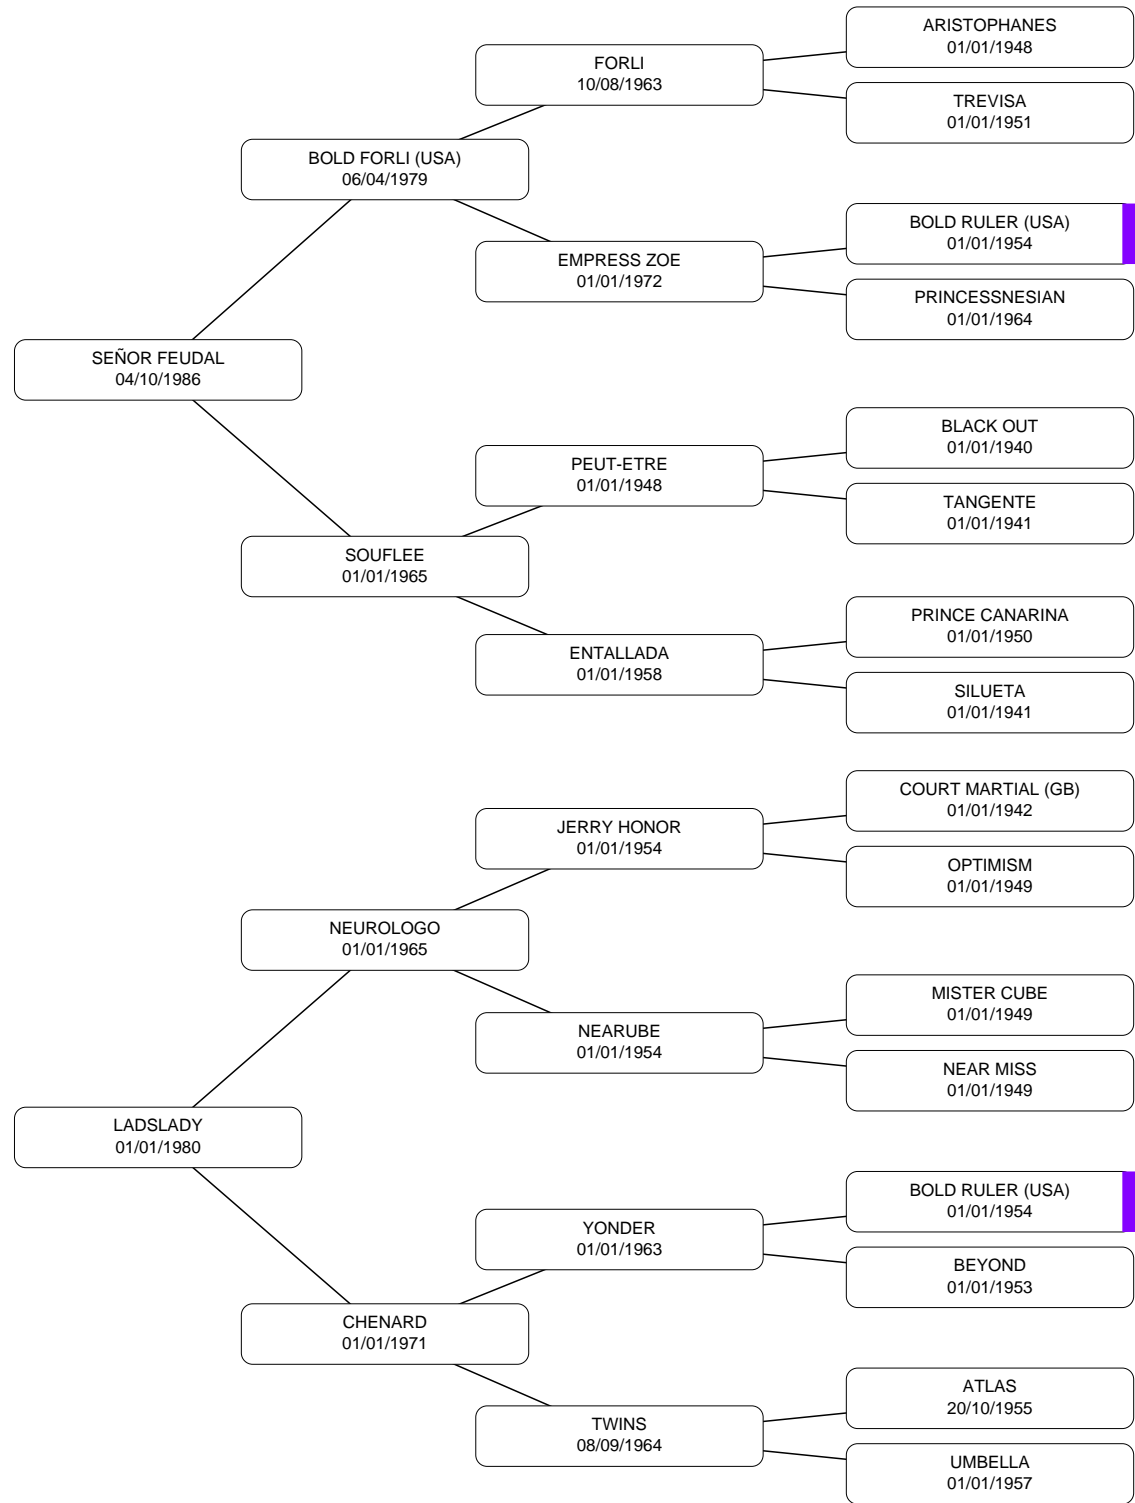 ARISTOPHANES
01/01/1948
FORLI
10/08/1963
TREVISA
01/01/1951
BOLD FORLI (USA)
06/04/1979
BOLD RULER (USA)
01/01/1954
EMPRESS ZOE
01/01/1972
PRINCESSNESIAN
01/01/1964
SEÑOR FEUDAL
04/10/1986
BLACK OUT
01/01/1940
PEUT-ETRE
01/01/1948
TANGENTE
01/01/1941
SOUFLEE
01/01/1965
PRINCE CANARINA
01/01/1950
ENTALLADA
01/01/1958
SILUETA
01/01/1941
COURT MARTIAL (GB)
01/01/1942
JERRY HONOR
01/01/1954
OPTIMISM
01/01/1949
NEUROLOGO
01/01/1965
MISTER CUBE
01/01/1949
NEARUBE
01/01/1954
NEAR MISS
01/01/1949
LADSLADY
01/01/1980
BOLD RULER (USA)
01/01/1954
YONDER
01/01/1963
BEYOND
01/01/1953
CHENARD
01/01/1971
ATLAS
20/10/1955
TWINS
08/09/1964
UMBELLA
01/01/1957